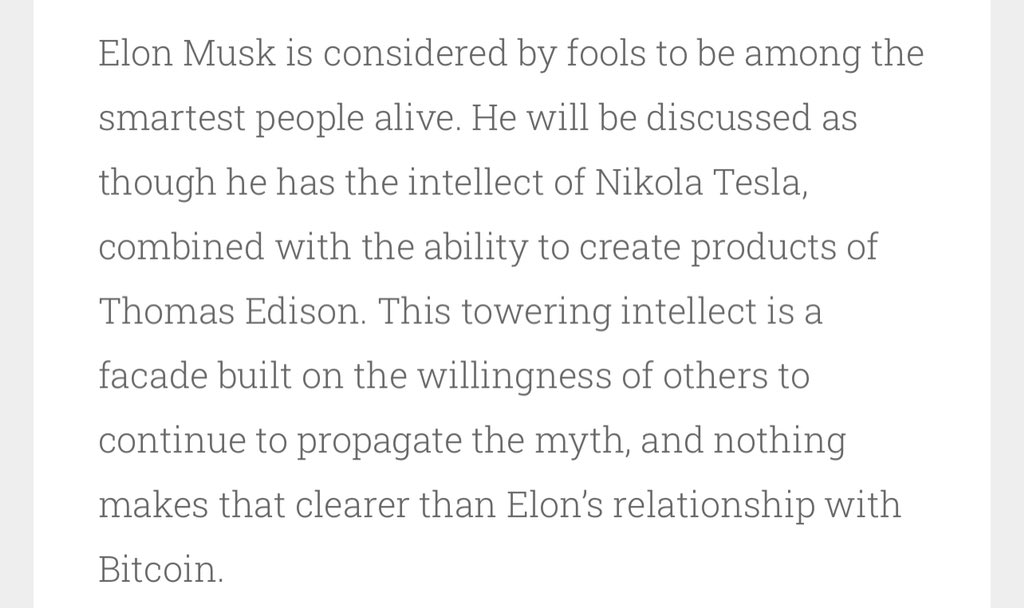 Elon Musk is considered by fools to be among the
smartest people alive. He will be discussed as
though he has the intellect of Nikola Tesla,
combined with the ability to create products of
Thomas Edison. This towering intellect is a
facade built on the willingness of others to
continue to propagate the myth, and nothing
makes that clearer than Elon’s relationship with
Bitcoin.